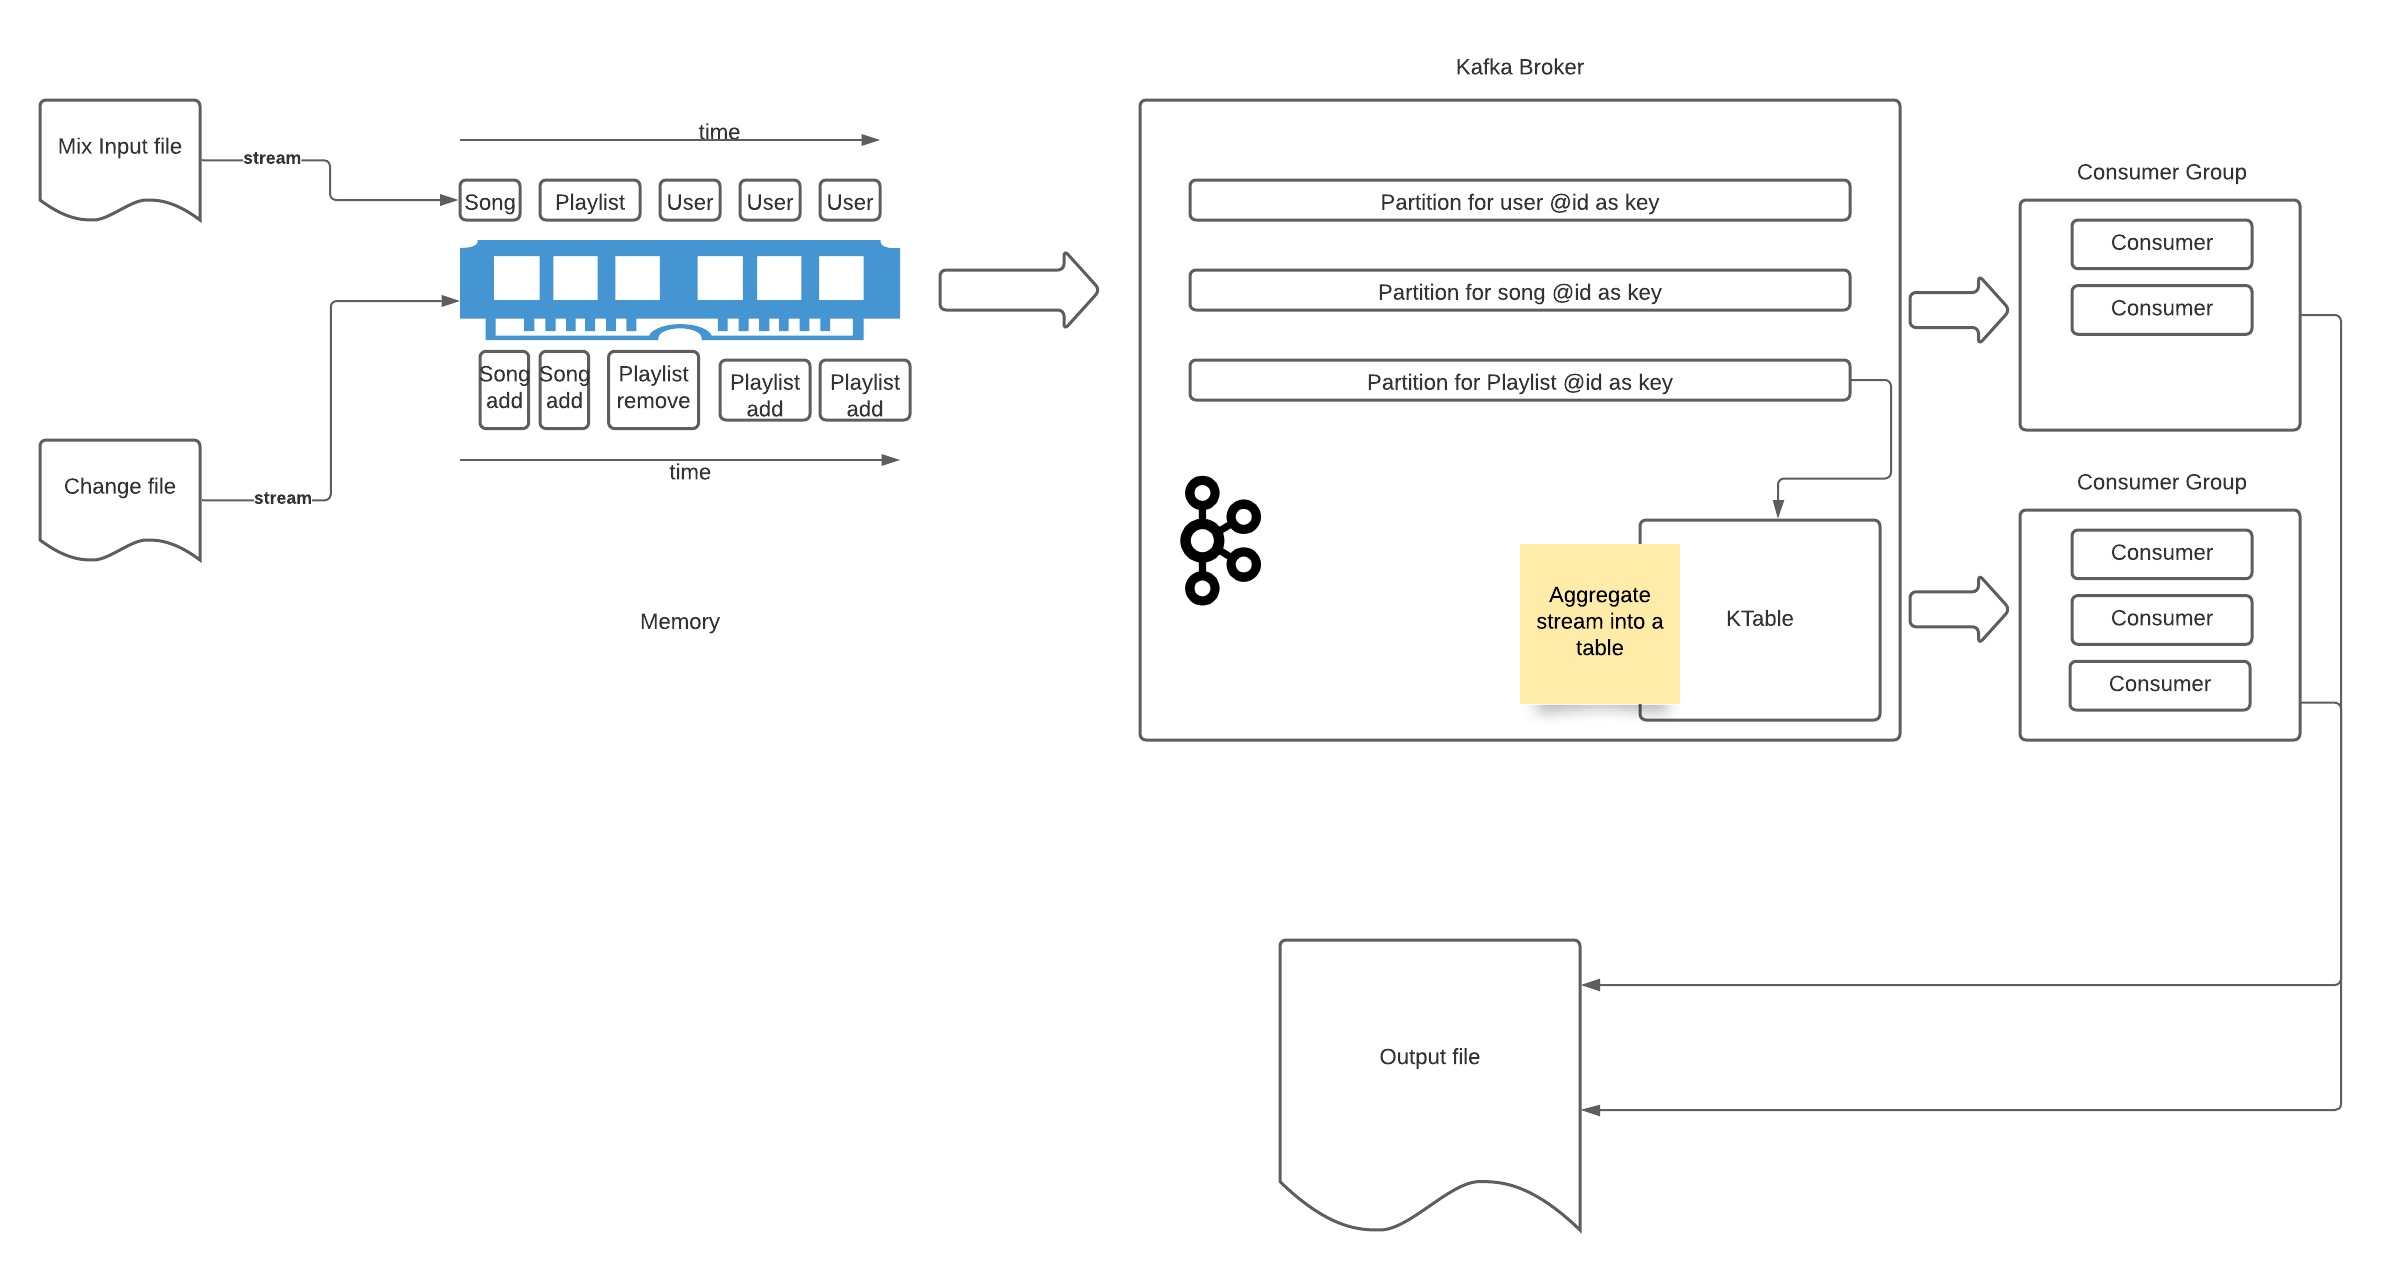 Kafka Broker
Mix Input file
stream
time
Song
Playlist
User
User
User
Song
add
Song
add
Playlist
remove
Playlist
add
Playlist
add
time
Change file
stream
Memory
Partition for user @id as key
Partition for song @id as key
Partition for Playlist @id as key
Aggregate
stream into a
table
KTable
Consumer Group
Consumer
Consumer
Consumer Group
Consumer
Consumer
Consumer
Output file